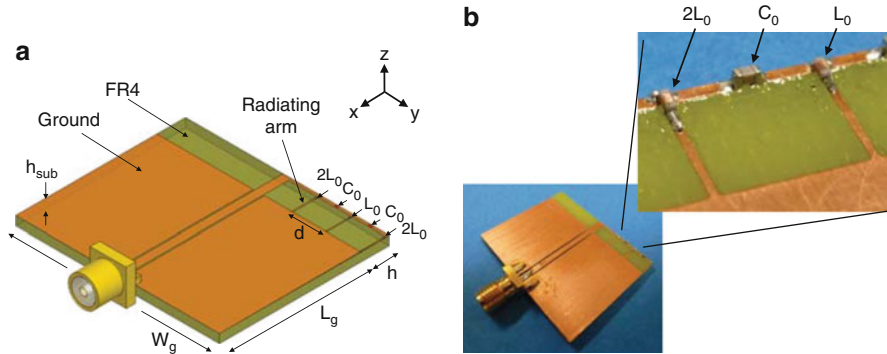 a
FR4
Ground
Radiating
arm
z
x
y
h_sub
2L_0
C_0
L_0
C_0
2L_0
d
h
L_g
W_g
b
2L_0
C_0
L_0